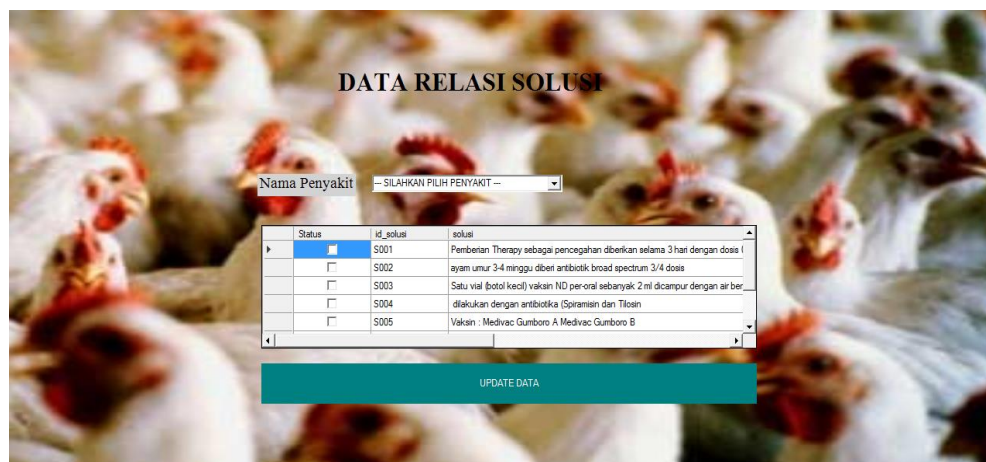 DATA RELASI SOLUSI
Nama Penyakit
--- SILAHKAN PILIH PENYAKIT ---
Status id_solusi solusi
S001 Pemberian Therapy sebagai pencegahan diberikan selama 3 hari dengan dosis
S002 ayam umur 3-4 minggu diberi antibiotik broad spectrum 3/4 dosis
S003 Satu vial (botol kecil) vaksin ND per-oral sebanyak 2 ml dicampur dengan air ber
S004 dilakukan dengan antibiotika (Spiramisin dan Tilosin
S005 Vaksin : Medivac Gumboro A Medivac Gumboro B
UPDATE DATA